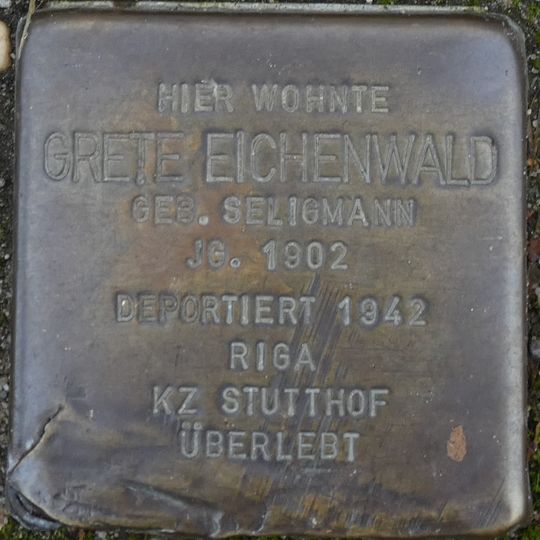 HIER WOHNTE
GRETE EICHENWALD
GEB. SELIGMANN
JG. 1902
DEPORTIERT 1942
RIGA
KZ STUTTHOF
ÜBERLEBT